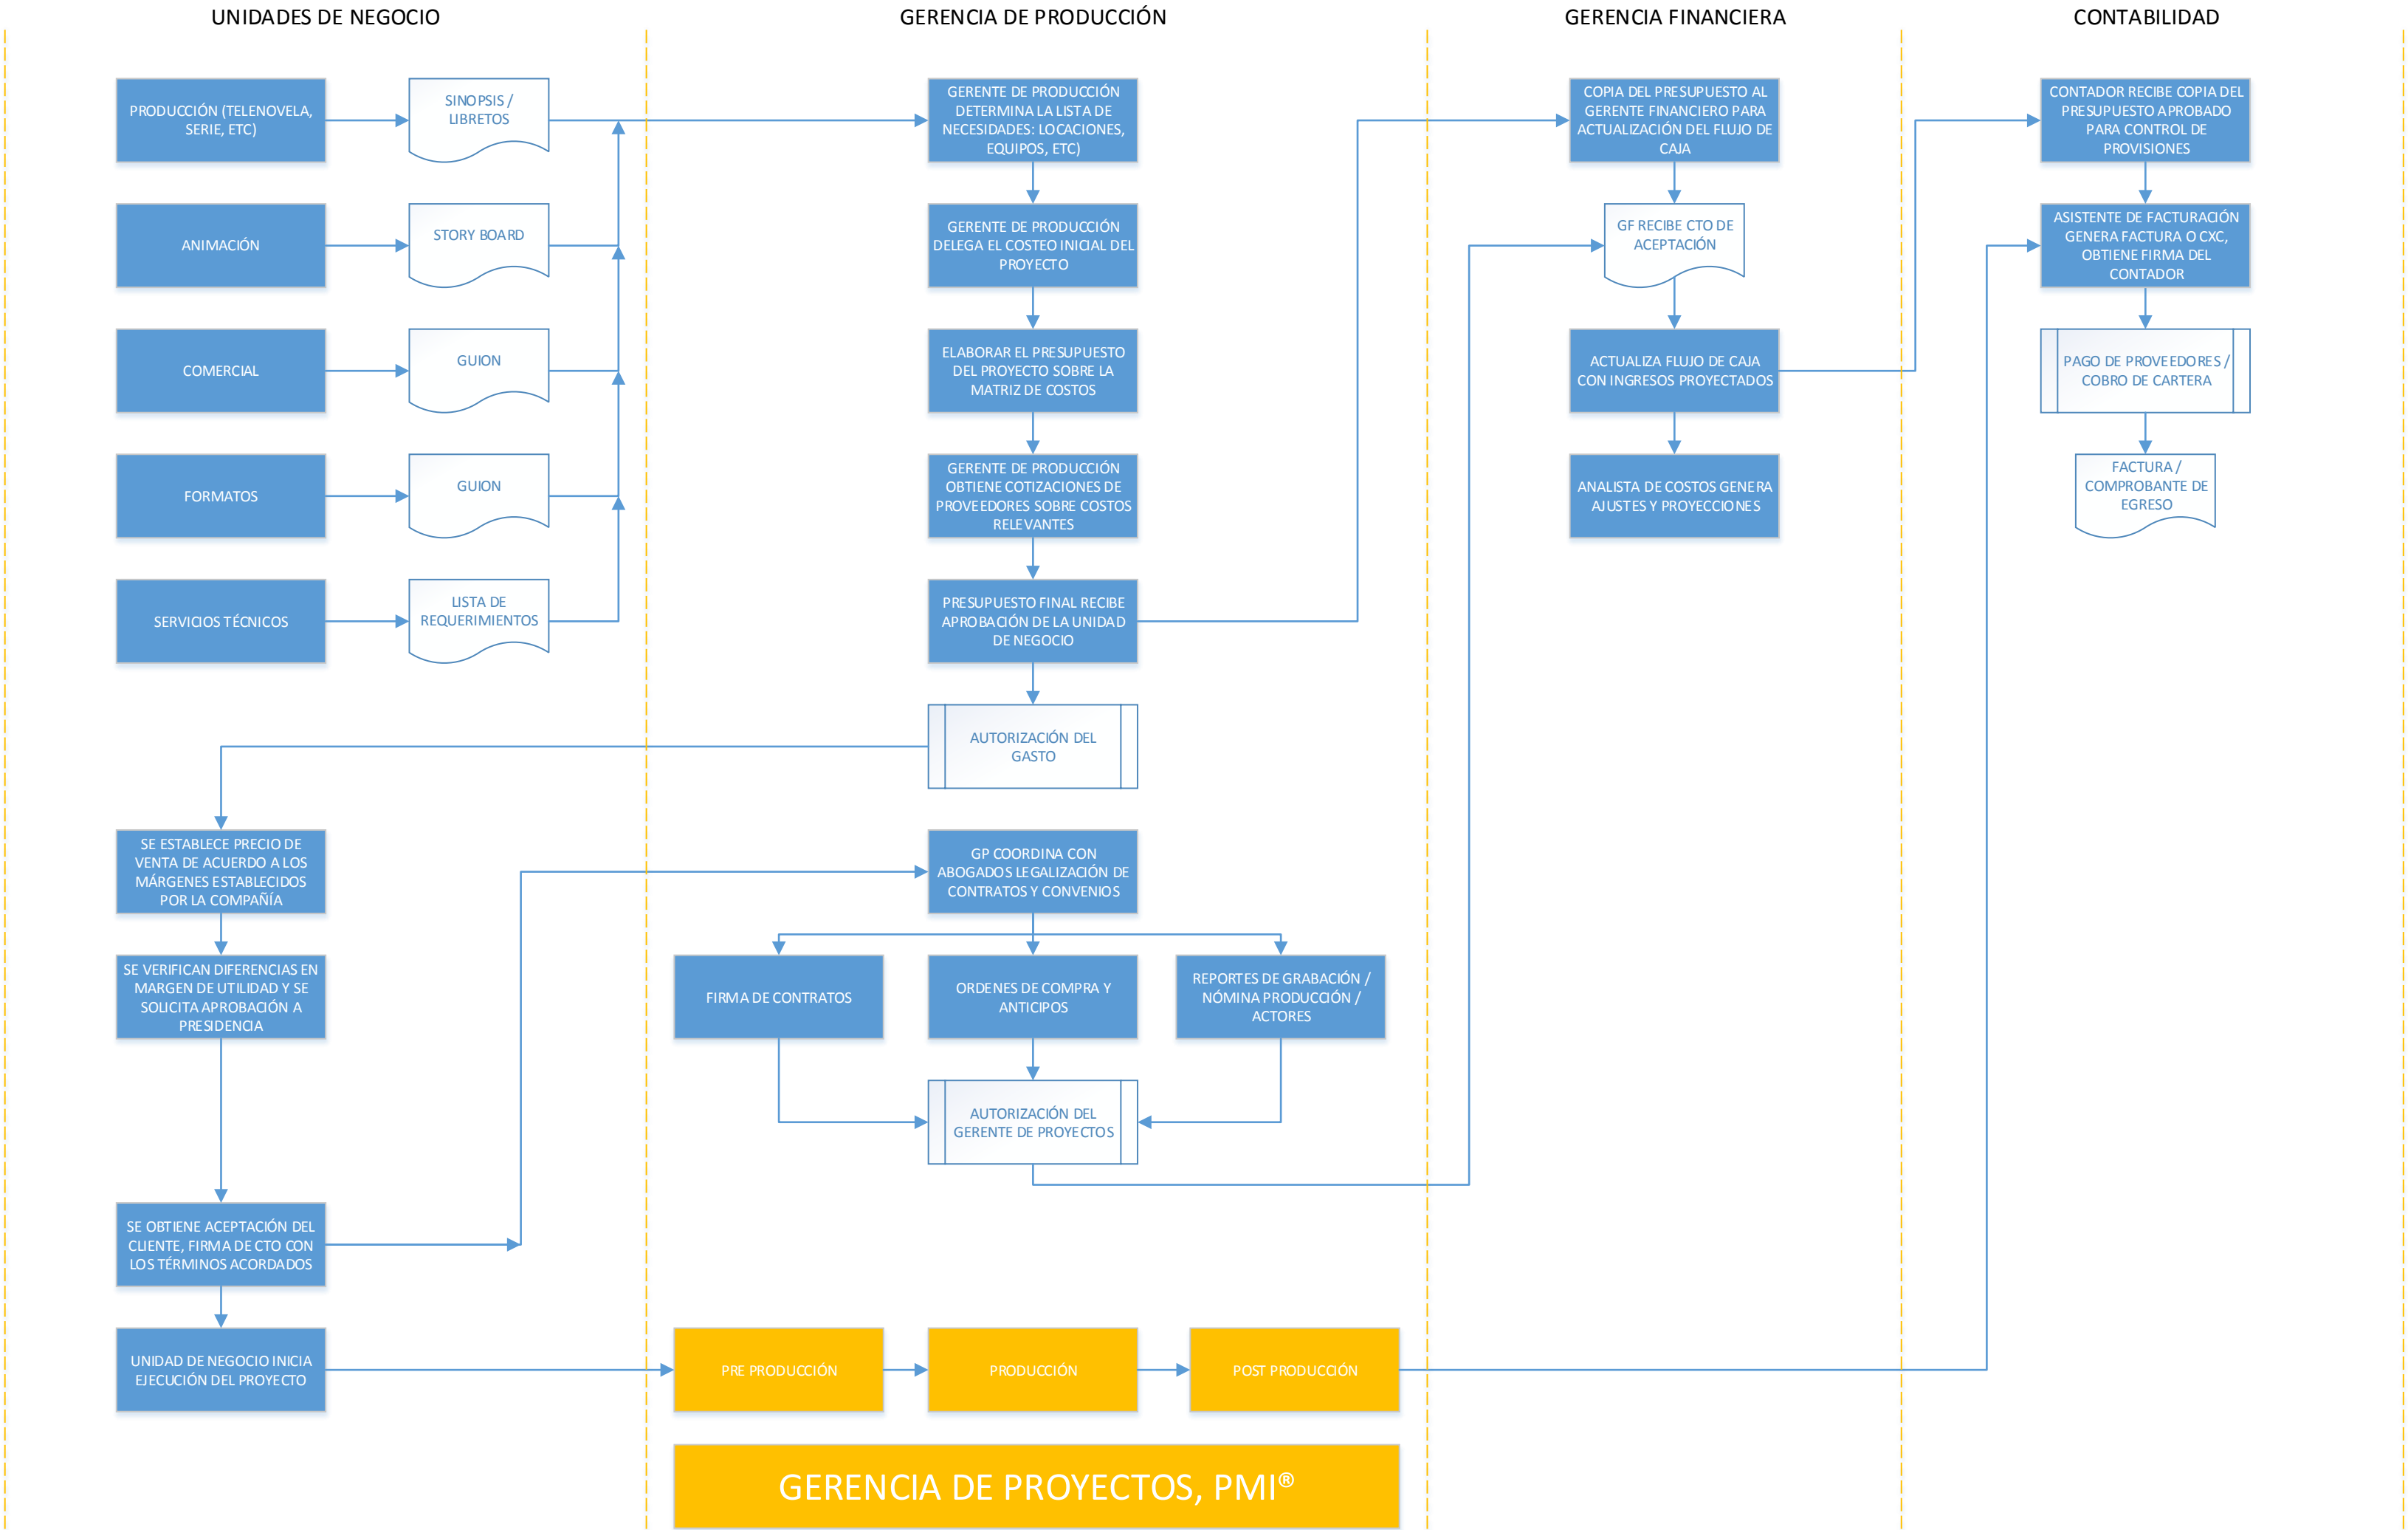 UNIDADES DE NEGOCIO
GERENCIA DE PRODUCCIÓN
GERENCIA FINANCIERA
CONTABILIDAD
PRODUCCIÓN (TELENOVELA,
SERIE, ETC)
SINOPSIS /
LIBRETOS
ANIMACIÓN
STORY BOARD
COMERCIAL
GUION
FORMATOS
GUION
SERVICIOS TÉCNICOS
LISTA DE
REQUERIMIENTOS
SE ESTABLECE PRECIO DE
VENTA DE ACUERDO A LOS
MÁRGENES ESTABLECIDOS
POR LA COMPAÑÍA
SE VERIFICAN DIFERENCIAS EN
MARGEN DE UTILIDAD Y SE
SOLICITA APROBACIÓN A
PRESIDENCIA
SE OBTIENE ACEPTACIÓN DEL
CLIENTE, FIRMA DE CTO CON
LOS TÉRMINOS ACORDADOS
UNIDAD DE NEGOCIO INICIA
EJECUCIÓN DEL PROYECTO
GERENTE DE PRODUCCIÓN
DETERMINA LA LISTA DE
NECESIDADES: LOCACIONES,
EQUIPOS, ETC)
GERENTE DE PRODUCCIÓN
DELEGA EL COSTEO INICIAL DEL
PROYECTO
ELABORAR EL PRESUPUESTO
DEL PROYECTO SOBRE LA
MATRIZ DE COSTOS
GERENTE DE PRODUCCIÓN
OBTIENE COTIZACIONES DE
PROVEEDORES SOBRE COSTOS
RELEVANTES
PRESUPUESTO FINAL RECIBE
APROBACIÓN DE LA UNIDAD
DE NEGOCIO
AUTORIZACIÓN DEL
GASTO
GP COORDINA CON
ABOGADOS LEGALIZACIÓN DE
CONTRATOS Y CONVENIOS
FIRMA DE CONTRATOS
ORDENES DE COMPRA Y
ANTICIPOS
REPORTES DE GRABACIÓN /
NÓMINA PRODUCCIÓN /
ACTORES
AUTORIZACIÓN DEL
GERENTE DE PROYECTOS
PRE PRODUCCIÓN
PRODUCCIÓN
POST PRODUCCIÓN
GERENCIA DE PROYECTOS, PMI®
COPIA DEL PRESUPUESTO AL
GERENTE FINANCIERO PARA
ACTUALIZACIÓN DEL FLUJO DE
CAJA
GF RECIBE CTO DE
ACEPTACIÓN
ACTUALIZA FLUJO DE CAJA
CON INGRESOS PROYECTADOS
ANALISTA DE COSTOS GENERA
AJUSTES Y PROYECCIONES
CONTADOR RECIBE COPIA DEL
PRESUPUESTO APROBADO
PARA CONTROL DE
PROVISIONES
ASISTENTE DE FACTURACIÓN
GENERA FACTURA O CXC,
OBTIENE FIRMA DEL
CONTADOR
PAGO DE PROVEEDORES /
COBRO DE CARTERA
FACTURA /
COMPROBANTE DE
EGRESO